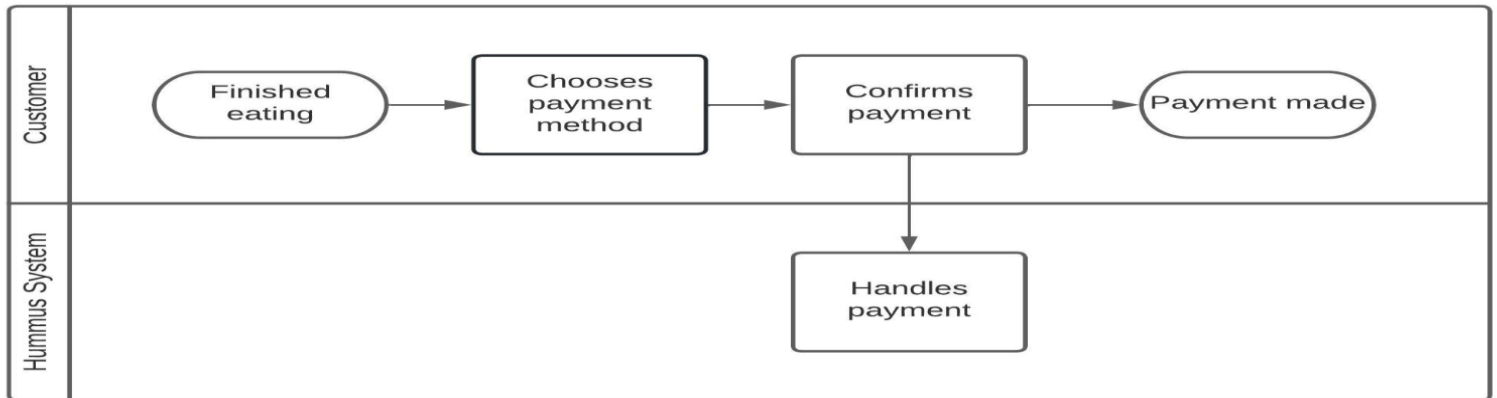 Customer
Finished
eating
Chooses
payment
method
Confirms
payment
Payment made
Hummus System
Handles
payment